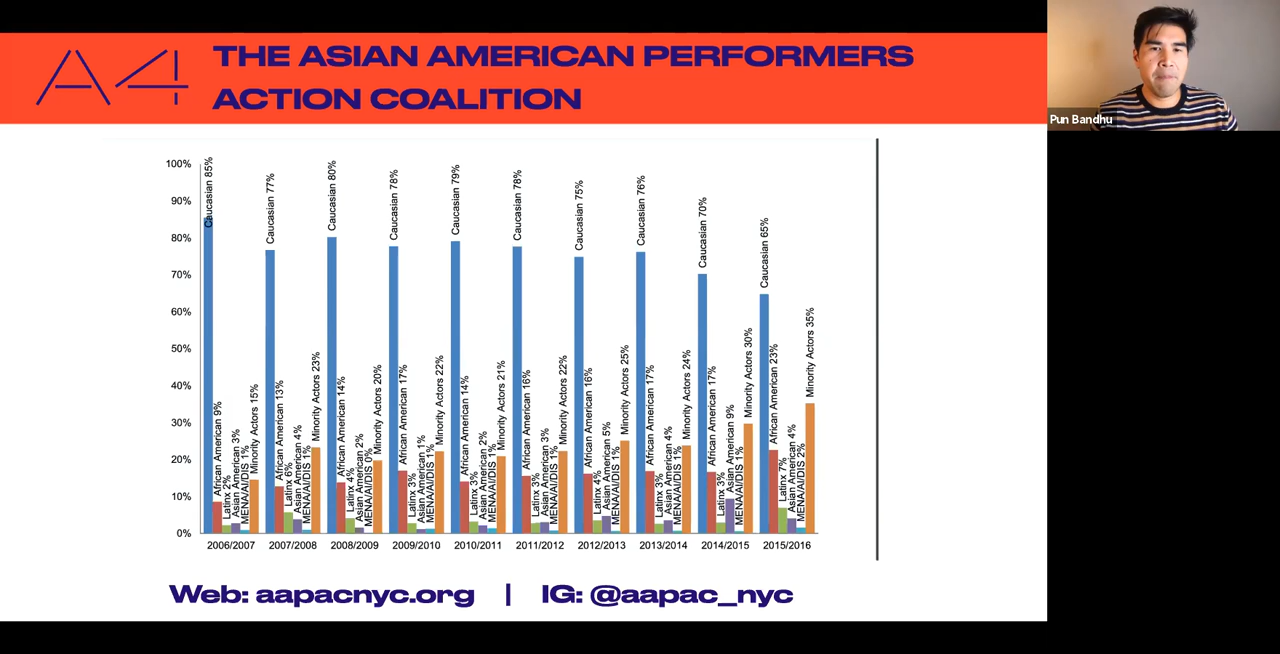 A4
THE ASIAN AMERICAN PERFORMERS
ACTION COALITION
Pun Bandhu
100%
90%
80%
70%
60%
50%
40%
30%
20%
10%
0%
Caucasian 85%
African American 9%
Latinx 2%
Asian American 3%
MENA/AI/DIS 1%
Minority Actors 15%
Caucasian 77%
African American 13%
Latinx 6%
Asian American 4%
MENA/AI/DIS 1%
Minority Actors 23%
Caucasian 80%
African American 14%
Latinx 4%
Asian American 2%
MENA/AI/DIS 0%
Minority Actors 20%
Caucasian 78%
African American 17%
Latinx 3%
Asian American 1%
MENA/AI/DIS 1%
Minority Actors 22%
Caucasian 79%
African American 14%
Latinx 3%
Asian American 2%
MENA/AI/DIS 1%
Minority Actors 21%
Caucasian 78%
African American 16%
Latinx 3%
Asian American 3%
MENA/AI/DIS 1%
Minority Actors 22%
Caucasian 75%
African American 16%
Latinx 4%
Asian American 5%
MENA/AI/DIS 1%
Minority Actors 25%
Caucasian 76%
African American 17%
Latinx 3%
Asian American 4%
MENA/AI/DIS 1%
Minority Actors 24%
Caucasian 70%
African American 17%
Latinx 3%
Asian American 9%
MENA/AI/DIS 1%
Minority Actors 30%
Caucasian 65%
African American 23%
Latinx 7%
Asian American 4%
MENA/AI/DIS 2%
Minority Actors 35%
2006/2007 2007/2008 2008/2009 2009/2010 2010/2011 2011/2012 2012/2013 2013/2014 2014/2015 2015/2016
Web: aapacnyc.org | IG: @aapac_nyc